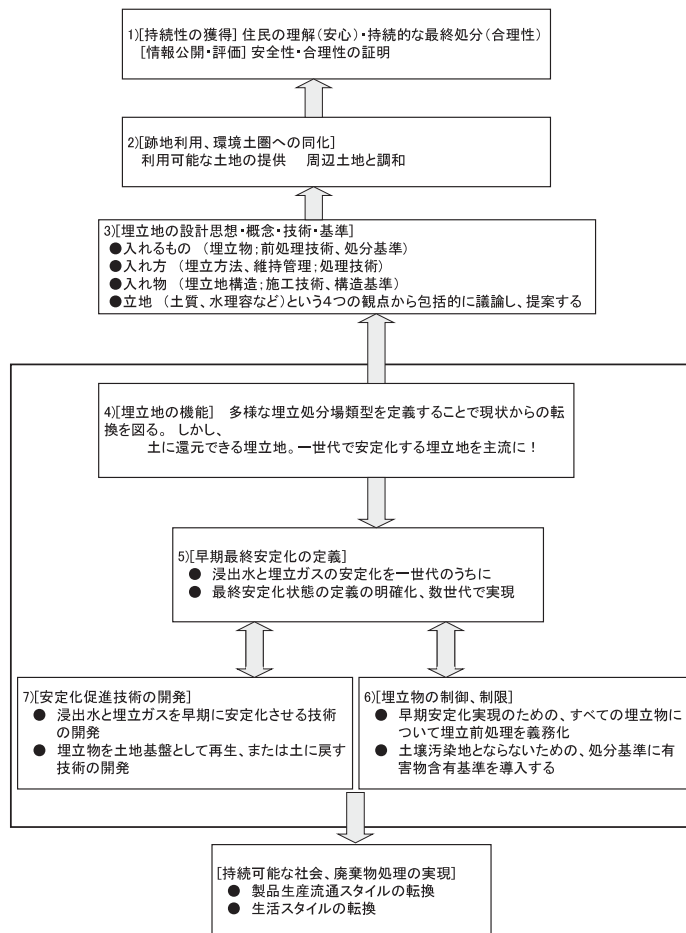 1)[持続性の獲得] 住民の理解(安心)・持続的な最終処分(合理性)
[情報公開・評価] 安全性・合理性の証明
2)[跡地利用、環境土圏への同化]
利用可能な土地の提供　周辺土地と調和
3)[埋立地の設計思想・概念・技術・基準]
●入れるもの　(埋立物;前処理技術、処分基準)
●入れ方　(埋立方法、維持管理;処理技術)
●入れ物　(埋立地構造;施工技術、構造基準)
●立地　(土質、水理容など)という4つの観点から包括的に議論し、提案する
4)[埋立地の機能]　多様な埋立処分場類型を定義することで現状からの転
換を図る。 しかし、
土に還元できる埋立地。一世代で安定化する埋立地を主流に！
5)[早期最終安定化の定義]
● 浸出水と埋立ガスの安定化を一世代のうちに
● 最終安定化状態の定義の明確化、数世代で実現
7)[安定化促進技術の開発]
● 浸出水と埋立ガスを早期に安定化させる技術
の開発
● 埋立物を土地基盤として再生、または土に戻す
技術の開発
6)[埋立物の制御、制限]
● 早期安定化実現のための、すべての埋立物に
ついて埋立前処理を義務化
● 土壌汚染地とならないための、処分基準に有
害物含有基準を導入する
[持続可能な社会、廃棄物処理の実現]
● 製品生産流通スタイルの転換
● 生活スタイルの転換